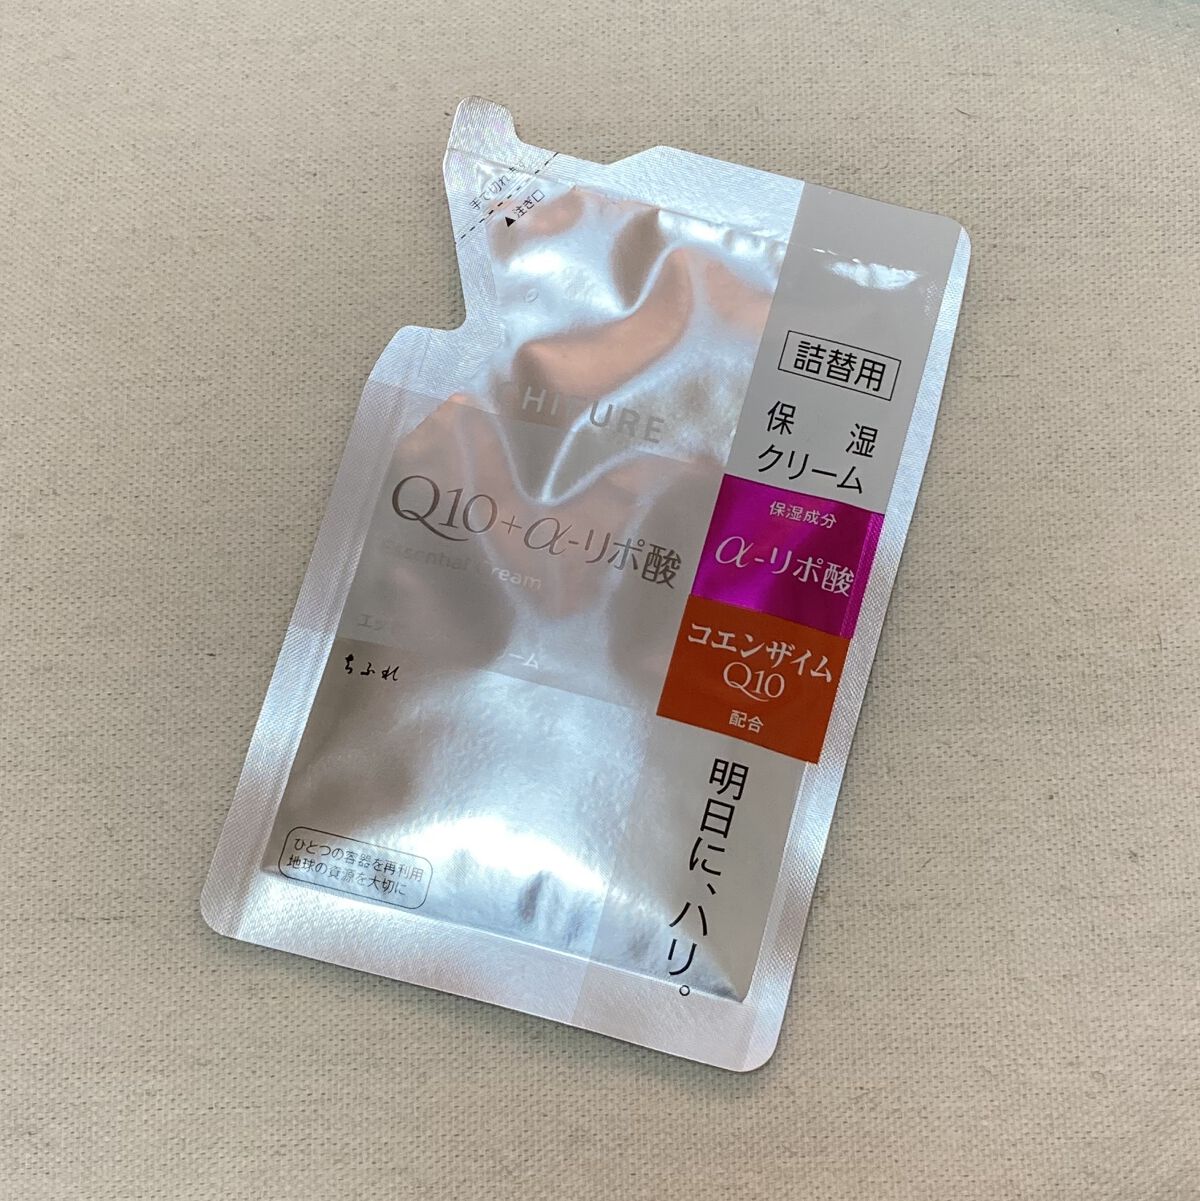 手で切れます。
▲注ぎ口
詰替用
保湿
クリーム
HIFURE
保湿成分
α-リポ酸
Q10+α-リポ酸
Essential Cream
コエンザイム
Q10
配合
ちふれ
明日に、ハリ。
ひとつの容器を再利用
地球の資源を大切に